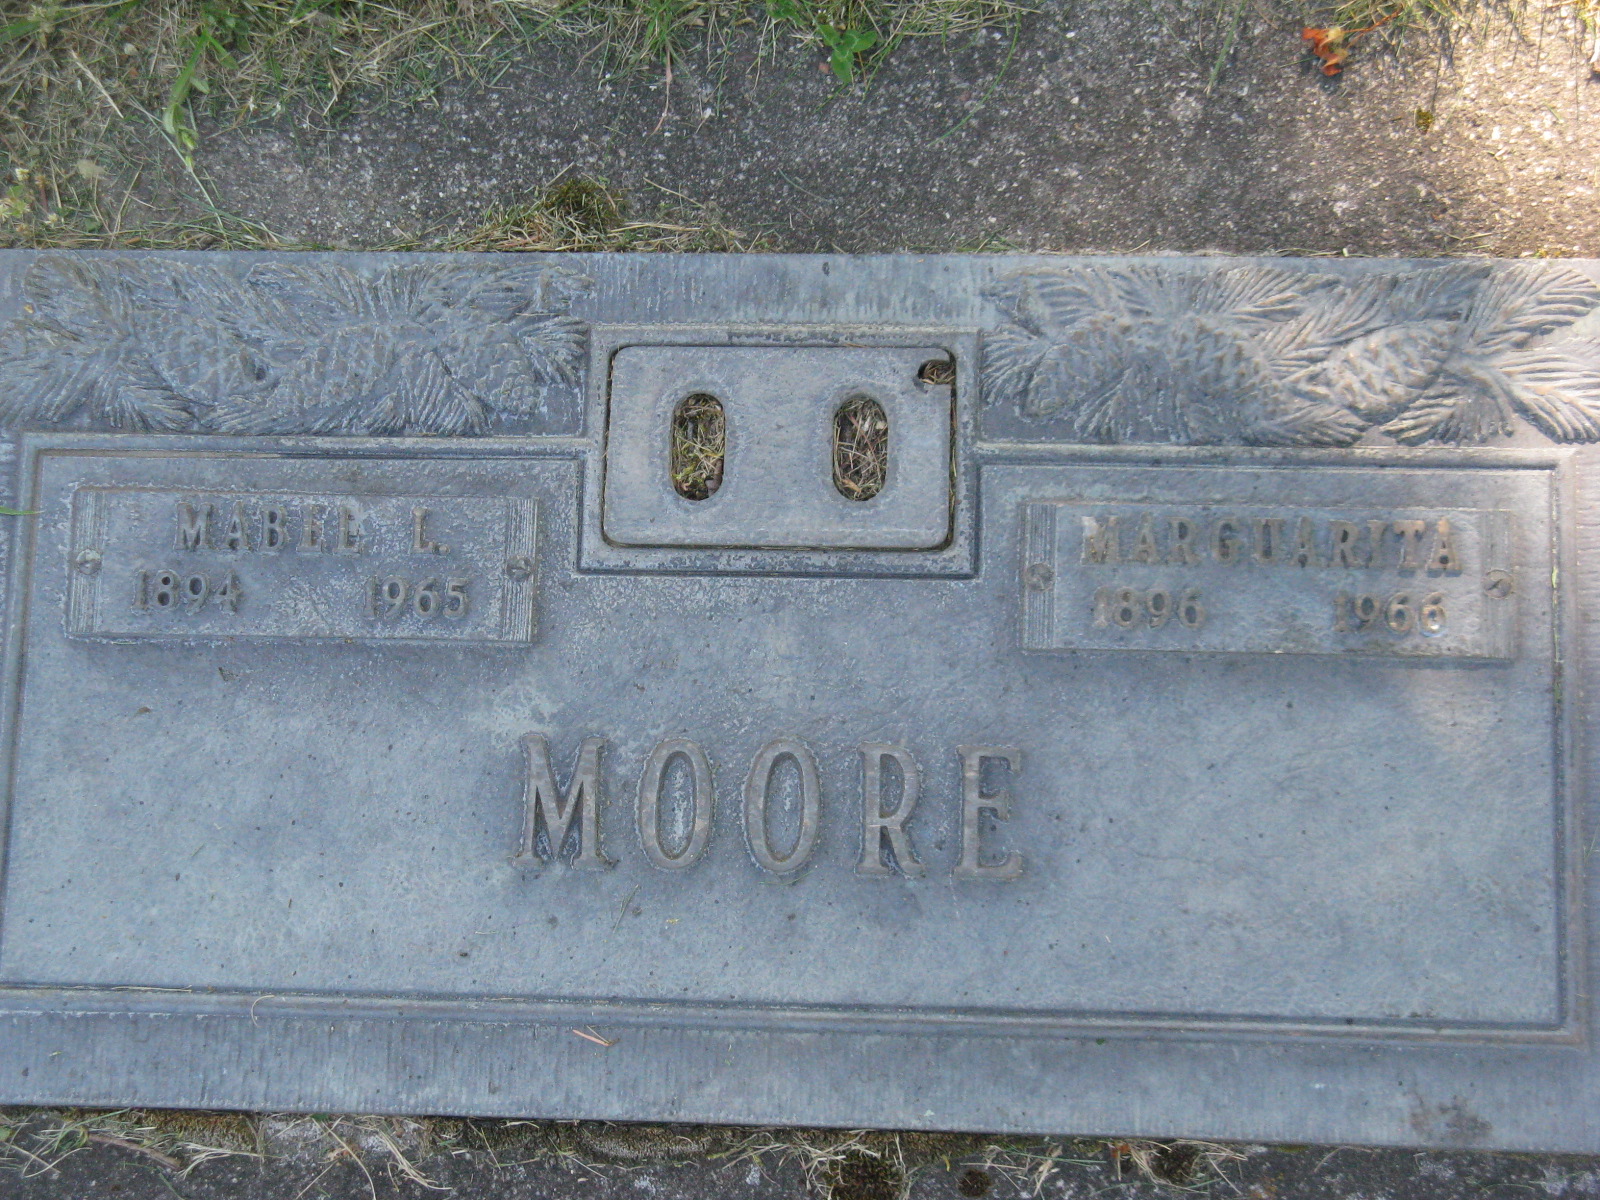 MABEL L.
1894 1965
MARGUARITA
1896 1966
MOORE